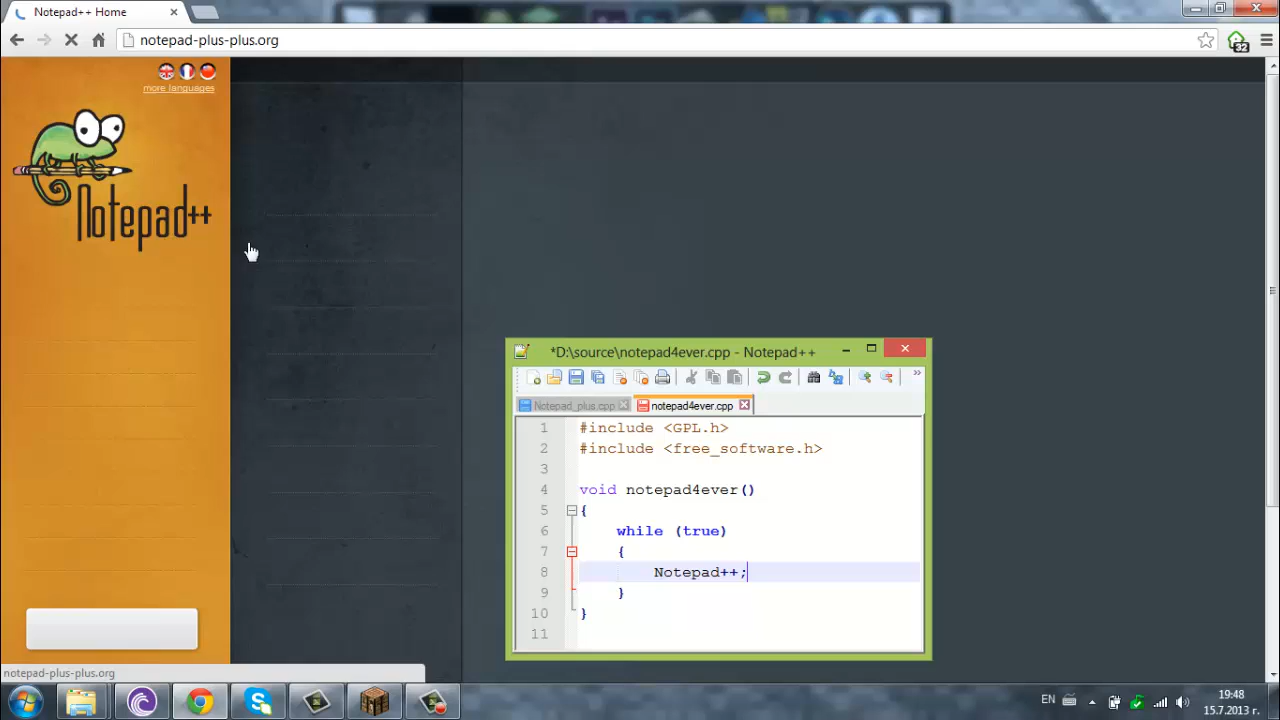 Notepad++ Home
notepad-plus-plus.org
32
more languages
Notepad++
*D:\source\notepad4ever.cpp - Notepad++
Notepad_plus.cpp
notepad4ever.cpp
1 #include <GPL.h>
2 #include <free_software.h>
3
4 void notepad4ever()
5 {
6 while (true)
7 {
8 Notepad++;
9 }
10 }
11
notepad-plus-plus.org
EN
19:48
15.7.2013 г.